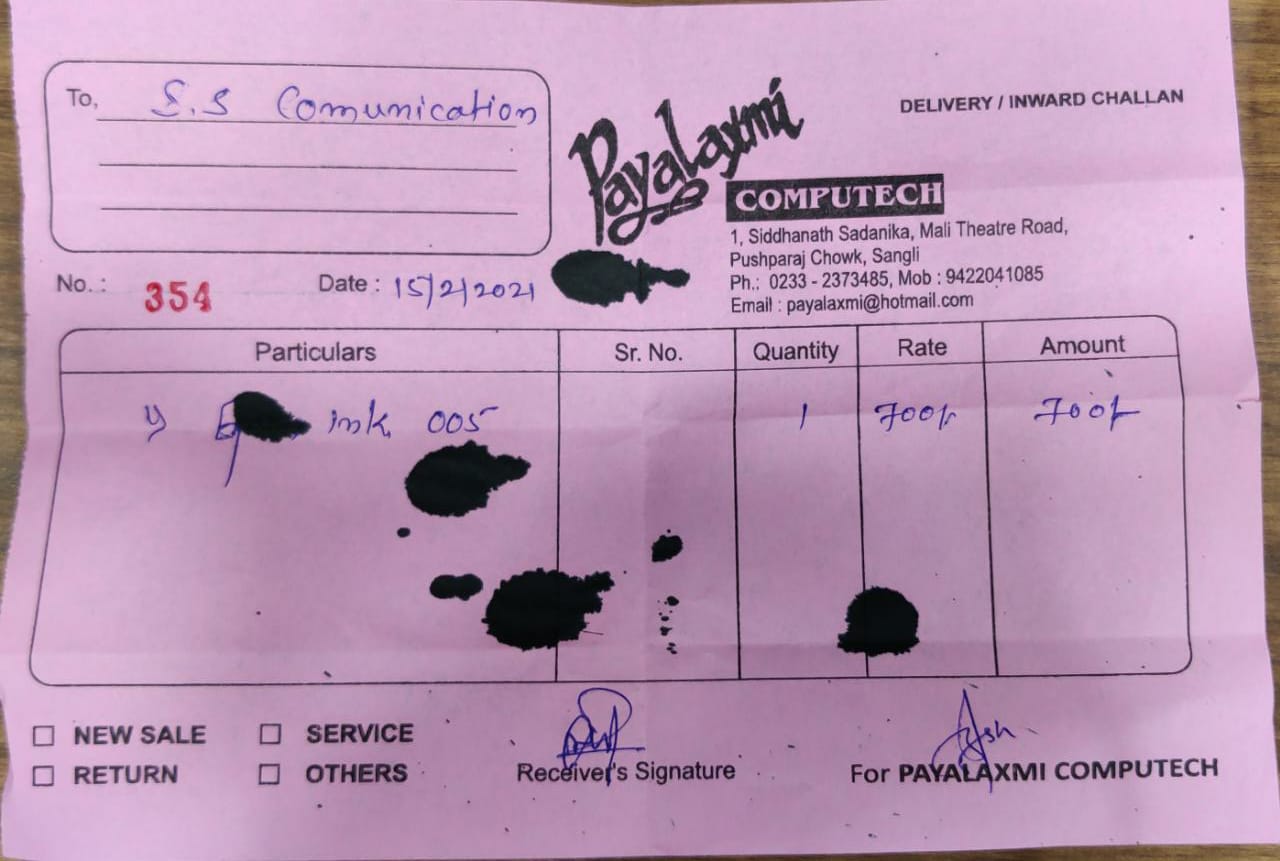 DELIVERY / INWARD CHALLAN
To, S.S Comunication
Payalaxmi
COMPUTECH
1, Siddhanath Sadanika, Mali Theatre Road,
Pushparaj Chowk, Sangli
Ph.: 0233 - 2373485, Mob : 9422041085
Email : payalaxmi@hotmail.com
No. : 354 Date : 15/2/2021
Particulars Sr. No. Quantity Rate Amount
ink 005 1 700/- 700/-
NEW SALE SERVICE
RETURN OTHERS
Receiver's Signature
For PAYALAXMI COMPUTECH